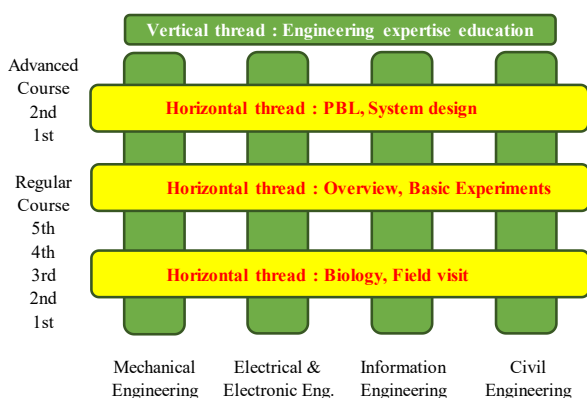 Vertical thread : Engineering expertise education
Advanced
Course
2nd
1st
Horizontal thread : PBL, System design
Regular
Course
5th
4th
3rd
2nd
1st
Horizontal thread : Overview, Basic Experiments
Horizontal thread : Biology, Field visit
Mechanical
Engineering
Electrical &
Electronic Eng.
Information
Engineering
Civil
Engineering